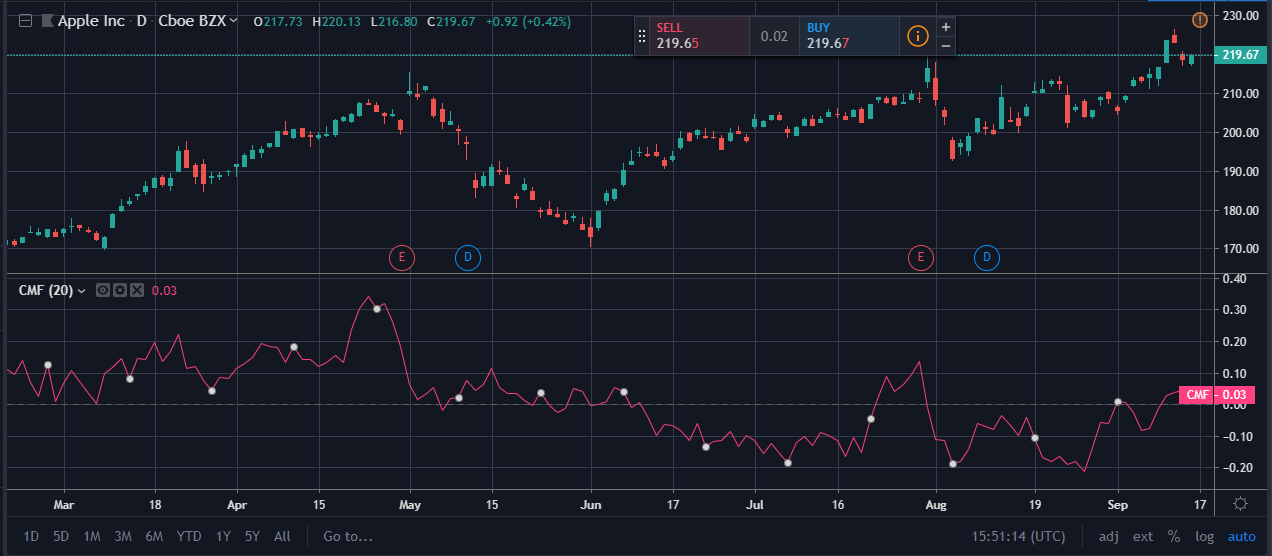 Apple Inc · D · Cboe BZX O217.73 H220.13 L216.80 C219.67 +0.92 (+0.42%)
SELL
219.65
0.02
BUY
219.67
i
+
−
!
230.00
219.67
210.00
200.00
190.00
180.00
170.00
E
D
E
D
CMF (20) 0.03
0.40
0.30
0.20
0.10
CMF 0.03
0.00
−0.10
−0.20
Mar 18 Apr 15 May 15 Jun 17 Jul 16 Aug 19 Sep 17
1D 5D 1M 3M 6M YTD 1Y 5Y All Go to... 15:51:14 (UTC) adj ext % log auto